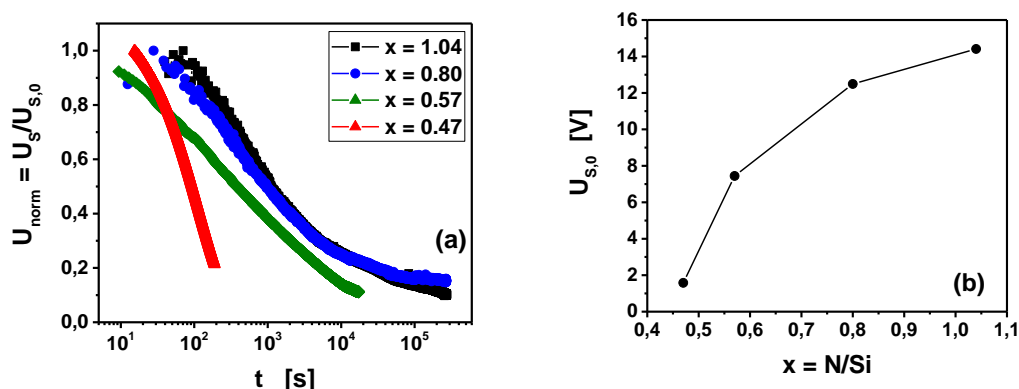 U_norm = U_S/U_S,0
1,0
0,8
0,6
0,4
0,2
0,0
x = 1.04
x = 0.80
x = 0.57
x = 0.47
(a)
10^1 10^2 10^3 10^4 10^5
t [s]
U_S,0 [V]
16
14
12
10
8
6
4
2
0
(b)
0,4 0,5 0,6 0,7 0,8 0,9 1,0 1,1
x = N/Si